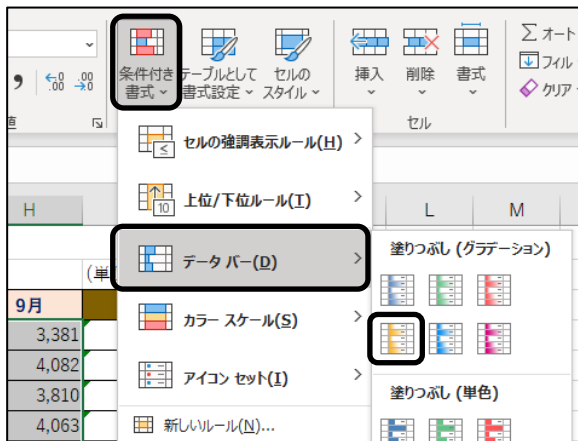 Σ オート
フィル
クリア
条件付き
書式
テーブルとして
書式設定
セルの
スタイル
挿入
削除
書式
セル
セルの強調表示ルール(H)
上位/下位ルール(T)
データ バー(D)
カラー スケール(S)
アイコン セット(I)
新しいルール(N)...
塗りつぶし (グラデーション)
塗りつぶし (単色)
H
L
M
(単
9月
3,381
4,082
3,810
4,063